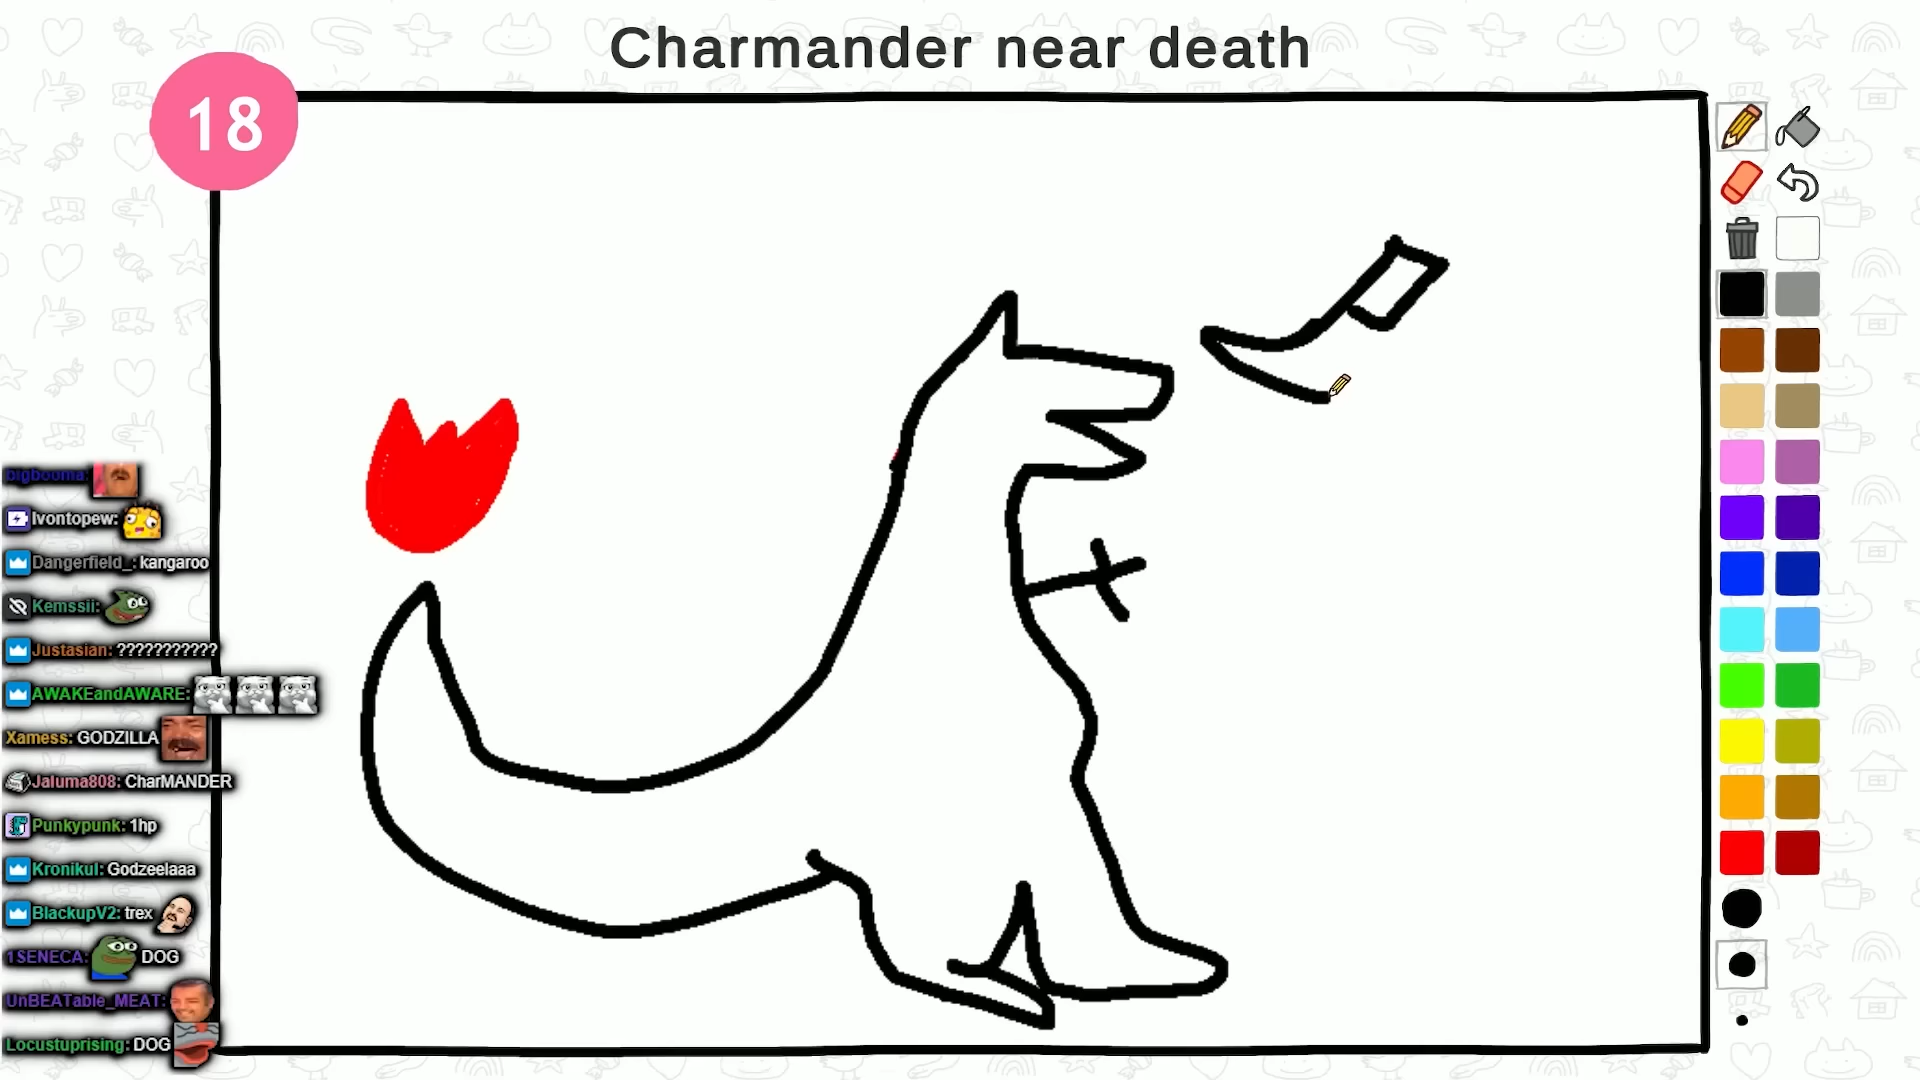 Charmander near death
18
bigbouma:
Ivontopew:
Dangerfield_: kangaroo
Kemssii:
Justasian: ???????????
AWAKEandAWARE:
Xamess: GODZILLA
Jaluma808: CharMANDER
Punkypunk: 1hp
Kronikul: Godzeelaaa
BlackupV2: trex
1SENECA: DOG
UnBEATable_MEAT:
Locustuprising: DOG